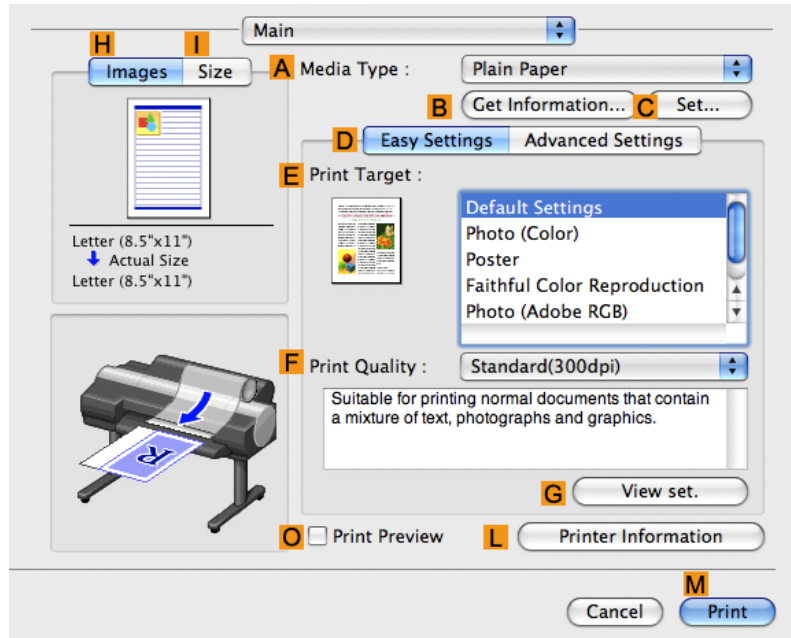 Main
H I
Images Size
A Media Type : Plain Paper
B Get Information... C Set...
D Easy Settings Advanced Settings
E Print Target :
Default Settings
Photo (Color)
Poster
Faithful Color Reproduction
Photo (Adobe RGB)
Letter (8.5"x11")
Actual Size
Letter (8.5"x11")
F Print Quality : Standard(300dpi)
Suitable for printing normal documents that contain
a mixture of text, photographs and graphics.
R
G View set.
O Print Preview L Printer Information
M
Cancel Print